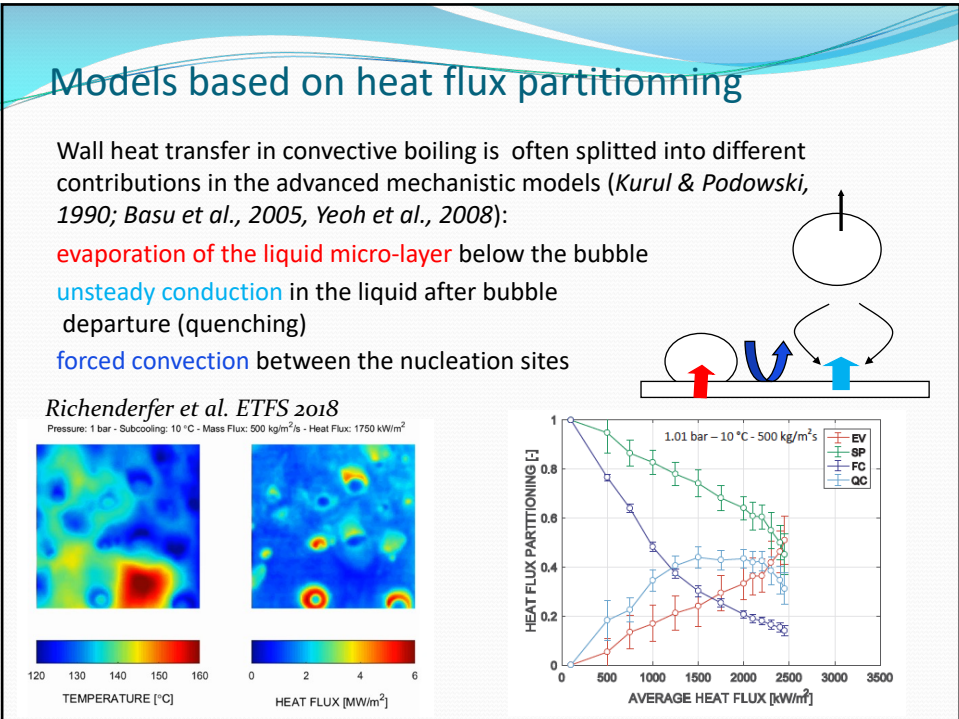 Models based on heat flux partitionning
Wall heat transfer in convective boiling is often splitted into different
contributions in the advanced mechanistic models (Kurul & Podowski,
1990; Basu et al., 2005, Yeoh et al., 2008):
evaporation of the liquid micro-layer below the bubble
unsteady conduction in the liquid after bubble
departure (quenching)
forced convection between the nucleation sites
Richenderfer et al. ETFS 2018
Pressure: 1 bar - Subcooling: 10 °C - Mass Flux: 500 kg/m²/s - Heat Flux: 1750 kW/m²
120 130 140 150 160
TEMPERATURE [°C]
0 2 4 6
HEAT FLUX [MW/m²]
1.01 bar – 10 °C - 500 kg/m²s
EV
SP
FC
QC
HEAT FLUX PARTITIONING [-]
1
0.8
0.6
0.4
0.2
0
0 500 1000 1500 2000 2500 3000 3500
AVERAGE HEAT FLUX [kW/m²]